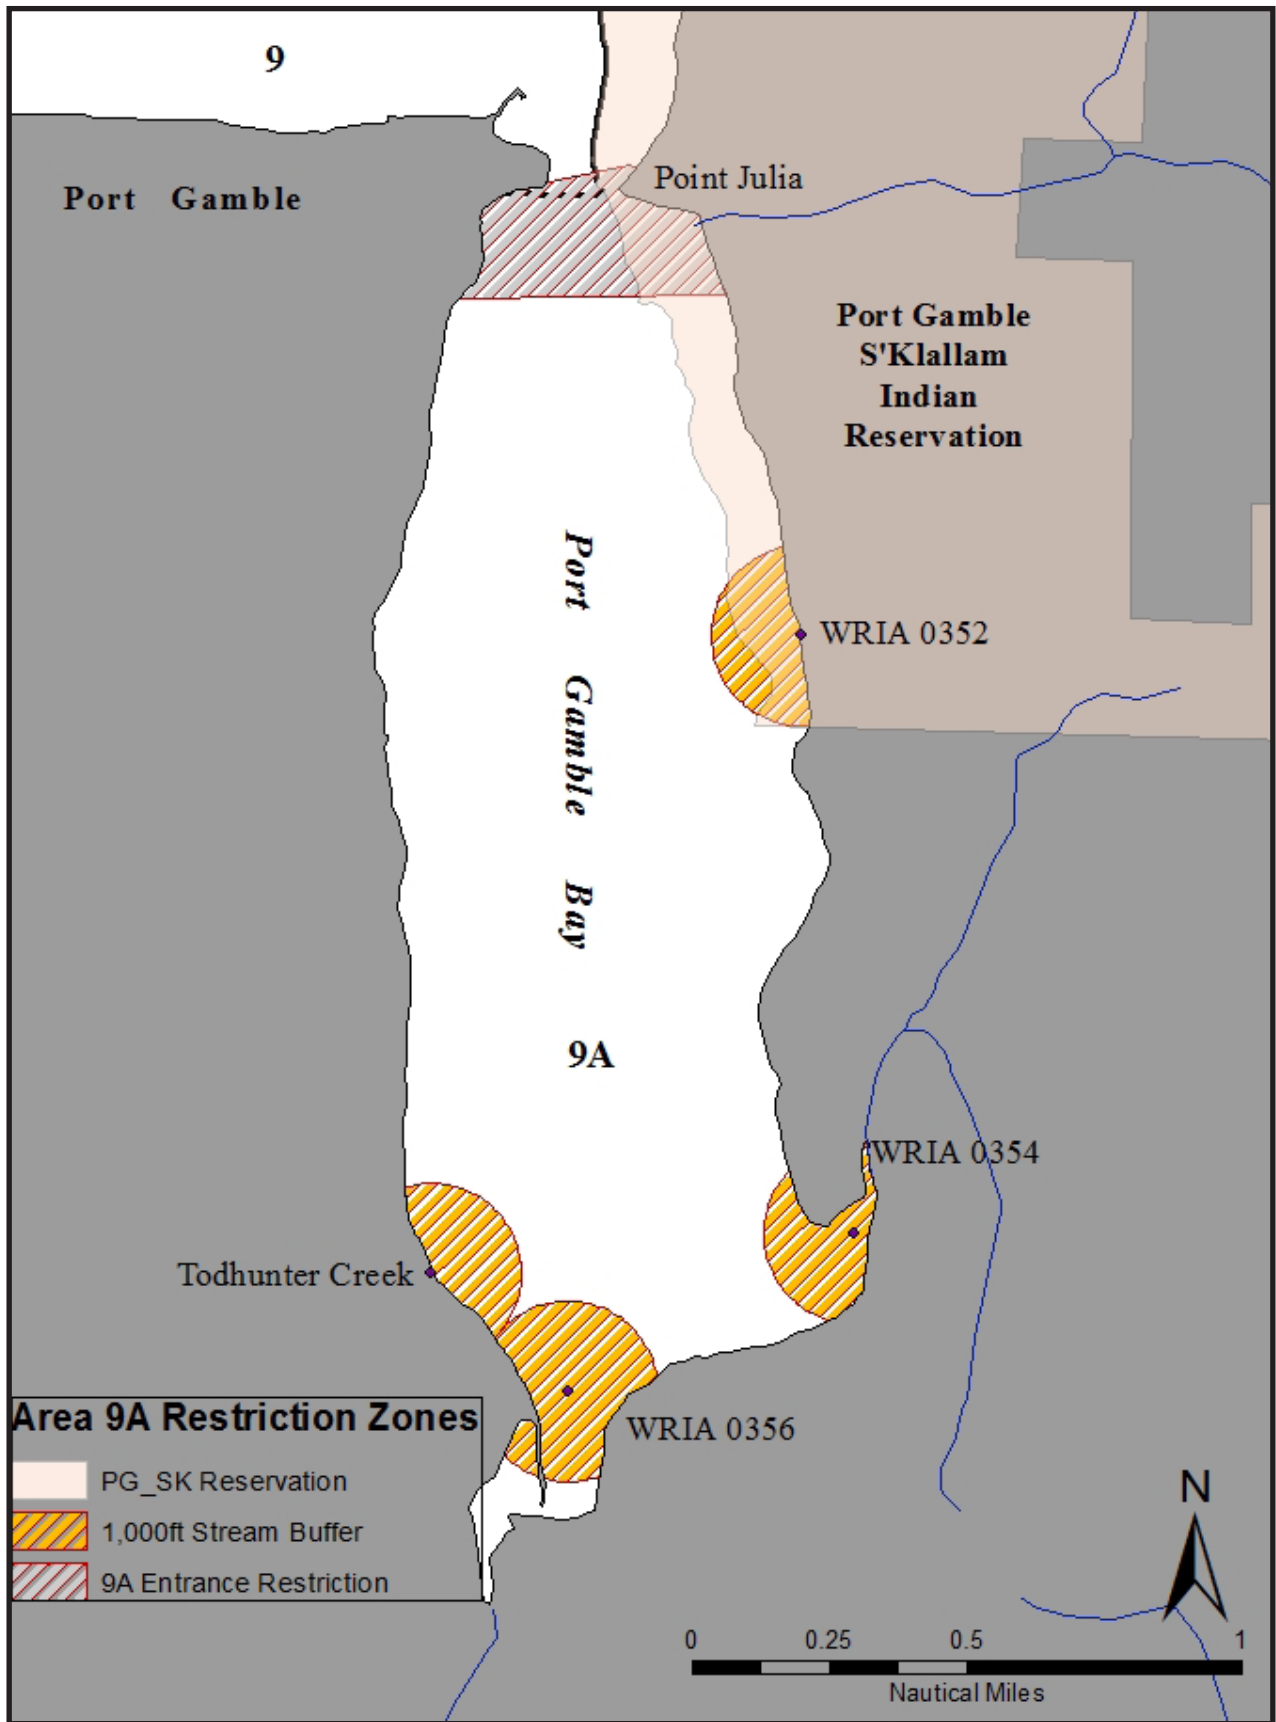 9
Port Gamble
Point Julia
Port Gamble
S'Klallam
Indian
Reservation
Port Gamble Bay
WRIA 0352
9A
WRIA 0354
Todhunter Creek
WRIA 0356
Area 9A Restriction Zones
PG_SK Reservation
1,000ft Stream Buffer
9A Entrance Restriction
N
0 0.25 0.5 1
Nautical Miles